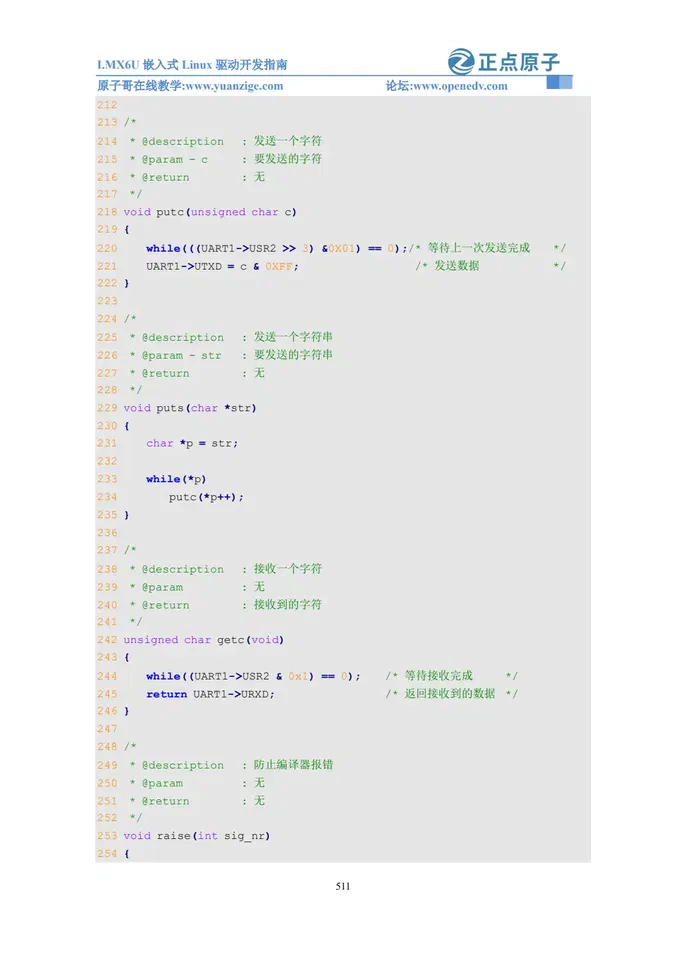 I.MX6U 嵌入式 Linux 驱动开发指南
正点原子
原子哥在线教学:www.yuanzige.com 论坛:www.openedv.com
212
213 /*
214  * @description   : 发送一个字符
215  * @param - c     : 要发送的字符
216  * @return        : 无
217  */
218 void putc(unsigned char c)
219 {
220     while(((UART1->USR2 >> 3) &0X01) == 0);/* 等待上一次发送完成 */
221     UART1->UTXD = c & 0XFF; /* 发送数据 */
222 }
223
224 /*
225  * @description   : 发送一个字符串
226  * @param - str   : 要发送的字符串
227  * @return        : 无
228  */
229 void puts(char *str)
230 {
231     char *p = str;
232
233     while(*p)
234         putc(*p++);
235 }
236
237 /*
238  * @description   : 接收一个字符
239  * @param         : 无
240  * @return        : 接收到的字符
241  */
242 unsigned char getc(void)
243 {
244     while((UART1->USR2 & 0x1) == 0); /* 等待接收完成 */
245     return UART1->URXD; /* 返回接收到的数据 */
246 }
247
248 /*
249  * @description   : 防止编译器报错
250  * @param         : 无
251  * @return        : 无
252  */
253 void raise(int sig_nr)
254 {
511